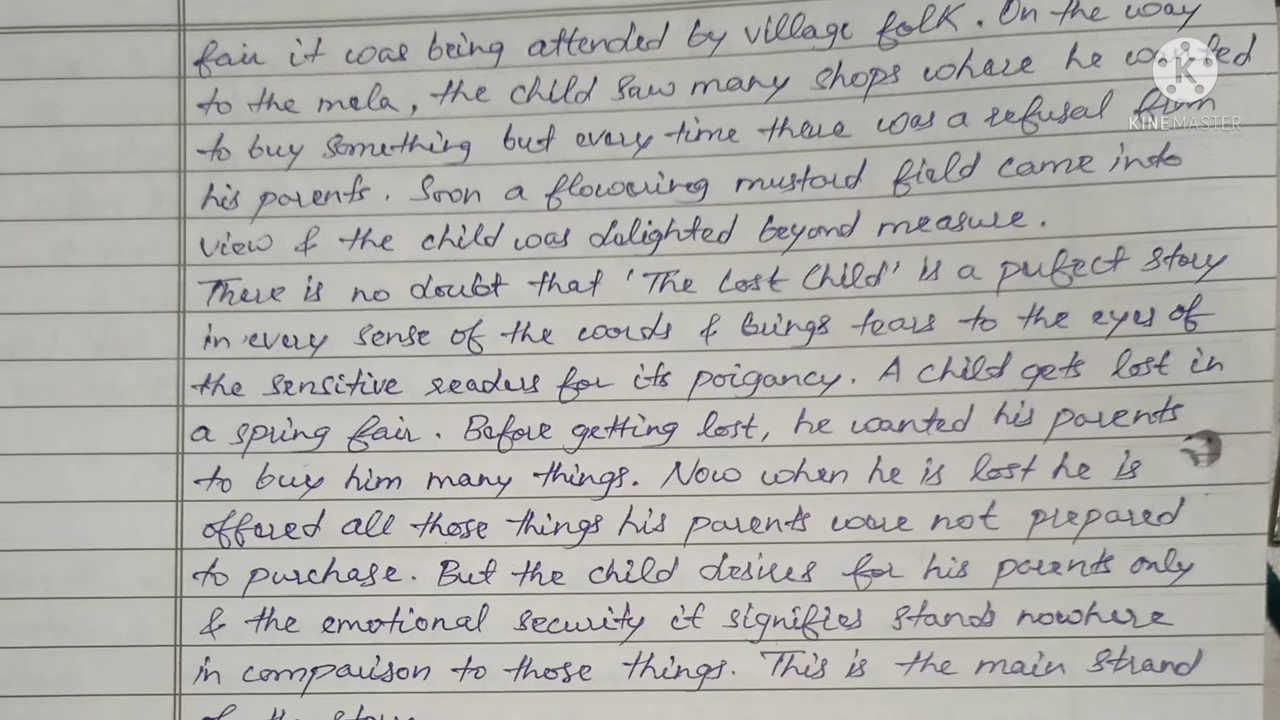 fair it was being attended by village folk. On the way
to the mela, the child saw many shops where he wanted
to buy something but every time there was a refusal from
his parents. Soon a flowering mustard field came into
view & the child was delighted beyond measure.
There is no doubt that 'The Lost Child' is a perfect story
in every sense of the words & brings tears to the eyes of
the sensitive readers for its poigancy. A child gets lost in
a spring fair. Before getting lost, he wanted his parents
to buy him many things. Now when he is lost he is
offered all those things his parents were not prepared
to purchase. But the child desires for his parents only
& the emotional security it signifies stands nowhere
in comparison to those things. This is the main strand
of the story
K
KINEMASTER